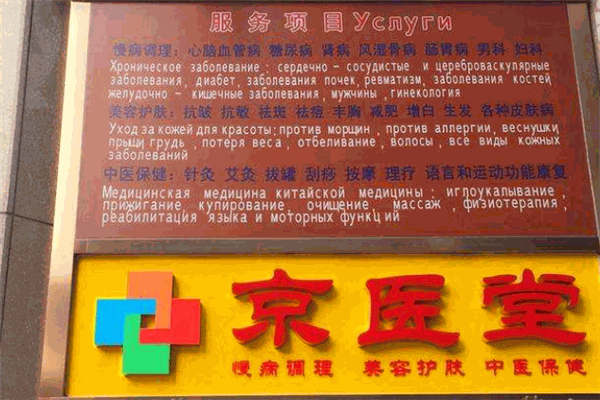 服务项目 Услуги
慢病调理：心脑血管病 糖尿病 肾病 风湿骨病 肠胃病 男科 妇科
Хроническое заболевание : сердечно - сосудистые и цереброваскулярные
заболевания, диабет, заболевания почек, ревматизм, заболевания костей,
желудочно - кишечные заболевания, мужчины, гинекология
美容护肤：抗皱 抗敏 祛斑 祛痘 丰胸 减肥 增白 生发 各种皮肤病
Уход за кожей для красоты: против морщин , против аллергии, веснушки,
прыщи грудь , потеря веса , отбеливание , волосы , все виды кожных
заболеваний
中医保健：针灸 艾灸 拔罐 刮痧 按摩 理疗 语言和运动功能康复
Медицинская медицина китайской медицины : иглоукалывание ,
прижигание , купирование , очищение , массаж , физиотерапия ,
реабилитация языка и моторных функций
京医堂
慢病调理 美容护肤 中医保健